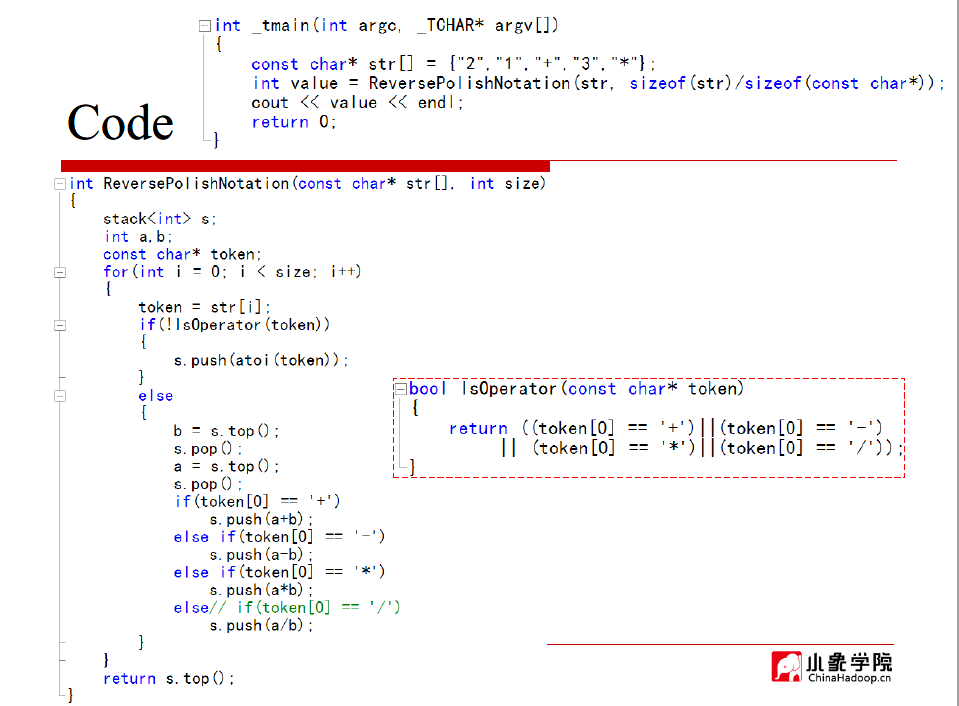 int _tmain(int argc, _TCHAR* argv[])
{
const char* str[] = {"2","1","+","3","*"};
int value = ReversePolishNotation(str, sizeof(str)/sizeof(const char*));
cout << value << endl;
return 0;
}
Code
int ReversePolishNotation(const char* str[], int size)
{
stack<int> s;
int a,b;
const char* token;
for(int i = 0; i < size; i++)
{
token = str[i];
if(!IsOperator(token))
{
s.push(atoi(token));
}
else
{
b = s.top();
s.pop();
a = s.top();
s.pop();
if(token[0] == '+')
s.push(a+b);
else if(token[0] == '-')
s.push(a-b);
else if(token[0] == '*')
s.push(a*b);
else// if(token[0] == '/')
s.push(a/b);
}
}
return s.top();
}
bool IsOperator(const char* token)
{
return ((token[0] == '+')||(token[0] == '-')
|| (token[0] == '*')||(token[0] == '/'));
}
小象学院
ChinaHadoop.cn